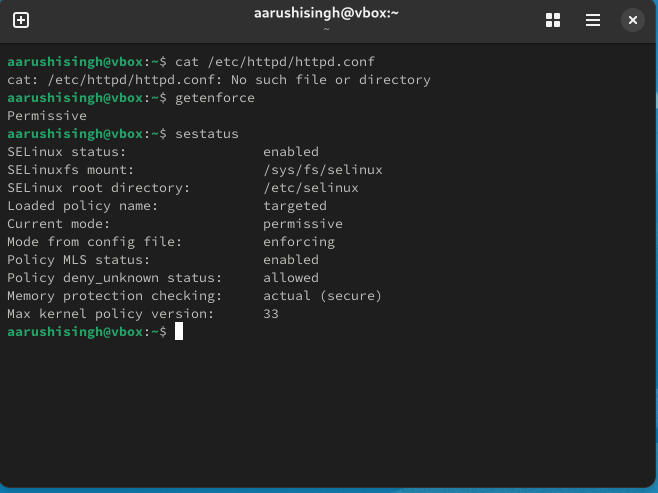 aarushisingh@vbox:~
~
aarushisingh@vbox:~$ cat /etc/httpd/httpd.conf
cat: /etc/httpd/httpd.conf: No such file or directory
aarushisingh@vbox:~$ getenforce
Permissive
aarushisingh@vbox:~$ sestatus
SELinux status:                 enabled
SELinuxfs mount:                /sys/fs/selinux
SELinux root directory:         /etc/selinux
Loaded policy name:             targeted
Current mode:                   permissive
Mode from config file:          enforcing
Policy MLS status:              enabled
Policy deny_unknown status:     allowed
Memory protection checking:     actual (secure)
Max kernel policy version:      33
aarushisingh@vbox:~$